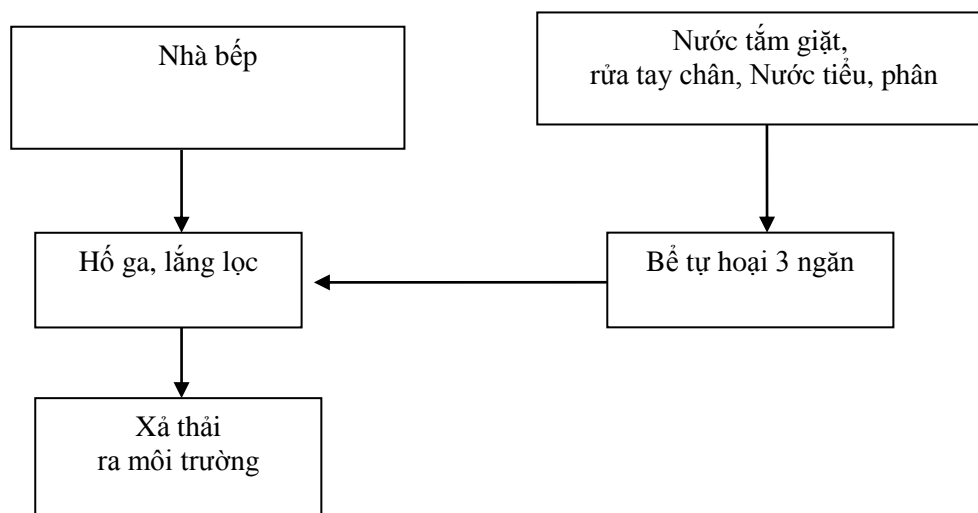 Nhà bếp
Nước tắm giặt,
rửa tay chân, Nước tiểu, phân
Hố ga, lắng lọc
Bể tự hoại 3 ngăn
Xả thải
ra môi trường